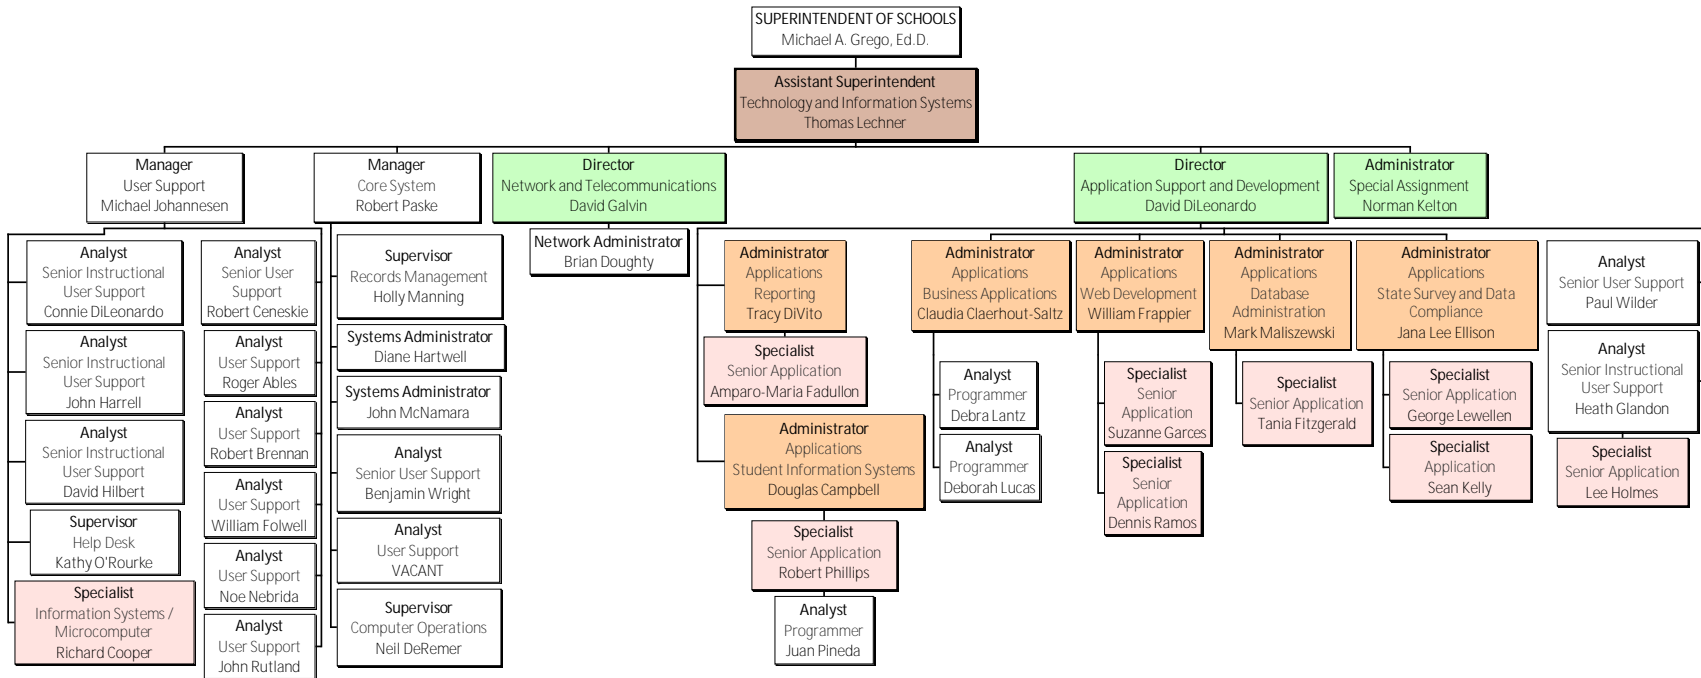 SUPERINTENDENT OF SCHOOLS
Michael A. Grego, Ed.D.
Assistant Superintendent
Technology and Information Systems
Thomas Lechner
Manager
User Support
Michael Johannesen
Manager
Core System
Robert Paske
Director
Network and Telecommunications
David Galvin
Director
Application Support and Development
David DiLeonardo
Administrator
Special Assignment
Norman Kelton
Analyst
Senior Instructional
User Support
Connie DiLeonardo
Analyst
Senior Instructional
User Support
John Harrell
Analyst
Senior Instructional
User Support
David Hilbert
Supervisor
Help Desk
Kathy O'Rourke
Specialist
Information Systems /
Microcomputer
Richard Cooper
Analyst
Senior User
Support
Robert Ceneskie
Analyst
User Support
Roger Ables
Analyst
User Support
Robert Brennan
Analyst
User Support
William Folwell
Analyst
User Support
Noe Nebrida
Analyst
User Support
John Rutland
Supervisor
Records Management
Holly Manning
Systems Administrator
Diane Hartwell
Systems Administrator
John McNamara
Analyst
Senior User Support
Benjamin Wright
Analyst
User Support
VACANT
Supervisor
Computer Operations
Neil DeRemer
Network Administrator
Brian Doughty
Administrator
Applications
Reporting
Tracy DiVito
Specialist
Senior Application
Amparo-Maria Fadullon
Administrator
Applications
Student Information Systems
Douglas Campbell
Specialist
Senior Application
Robert Phillips
Analyst
Programmer
Juan Pineda
Administrator
Applications
Business Applications
Claudia Claerhout-Saltz
Analyst
Programmer
Debra Lantz
Analyst
Programmer
Deborah Lucas
Administrator
Applications
Web Development
William Frappier
Specialist
Senior
Application
Suzanne Garces
Specialist
Senior
Application
Dennis Ramos
Administrator
Applications
Database
Administration
Mark Maliszewski
Specialist
Senior Application
Tania Fitzgerald
Administrator
Applications
State Survey and Data
Compliance
Jana Lee Ellison
Specialist
Senior Application
George Lewellen
Specialist
Application
Sean Kelly
Analyst
Senior User Support
Paul Wilder
Analyst
Senior Instructional
User Support
Heath Glandon
Specialist
Senior Application
Lee Holmes